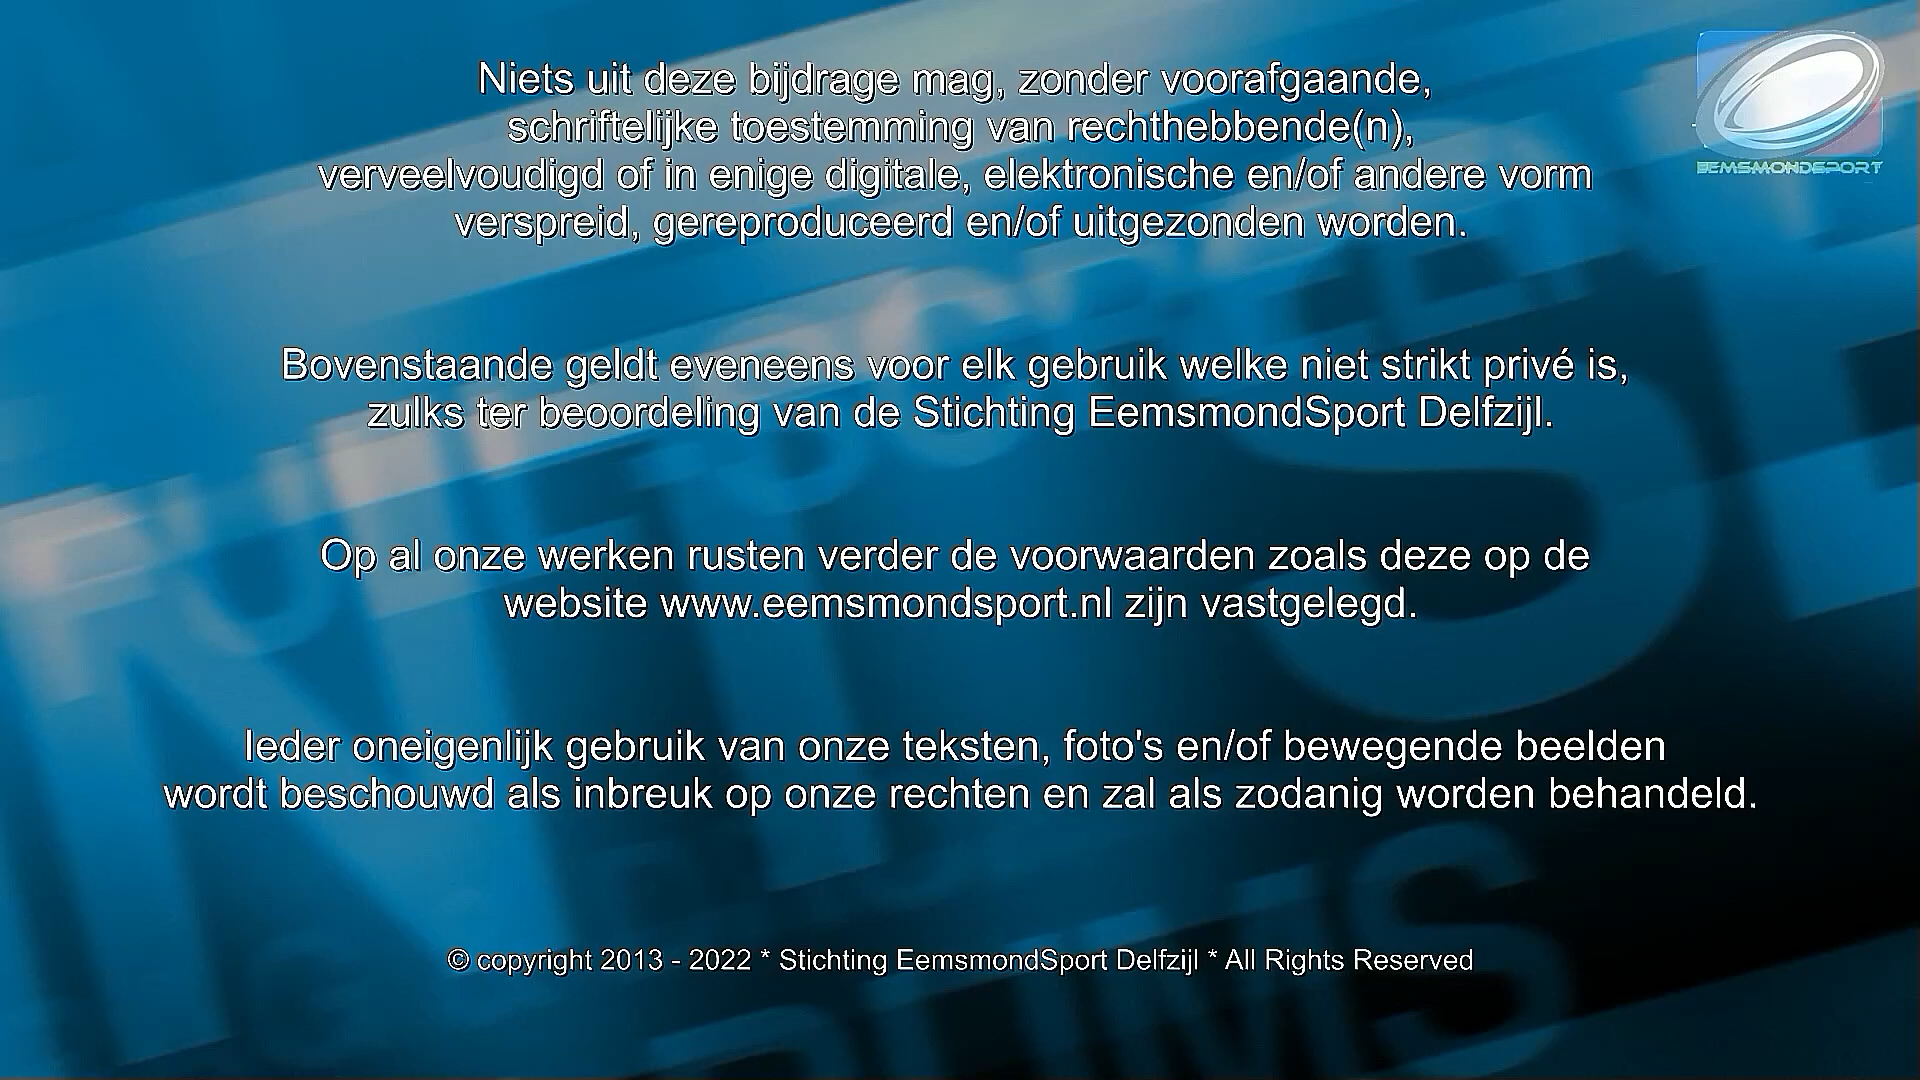 EEMSMONDSPORT
Niets uit deze bijdrage mag, zonder voorafgaande,
schriftelijke toestemming van rechthebbende(n),
verveelvoudigd of in enige digitale, elektronische en/of andere vorm
verspreid, gereproduceerd en/of uitgezonden worden.
Bovenstaande geldt eveneens voor elk gebruik welke niet strikt privé is,
zulks ter beoordeling van de Stichting EemsmondSport Delfzijl.
Op al onze werken rusten verder de voorwaarden zoals deze op de
website www.eemsmondsport.nl zijn vastgelegd.
Ieder oneigenlijk gebruik van onze teksten, foto's en/of bewegende beelden
wordt beschouwd als inbreuk op onze rechten en zal als zodanig worden behandeld.
© copyright 2013 - 2022 * Stichting EemsmondSport Delfzijl * All Rights Reserved